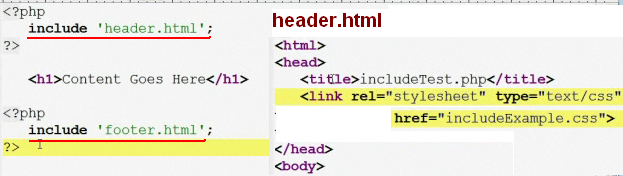 <?php
include 'header.html';
?>
<h1>Content Goes Here</h1>
<?php
include 'footer.html';
?>
header.html
<html>
<head>
<title>includeTest.php</title>
<link rel="stylesheet" type="text/css"
href="includeExample.css">
</head>
<body>